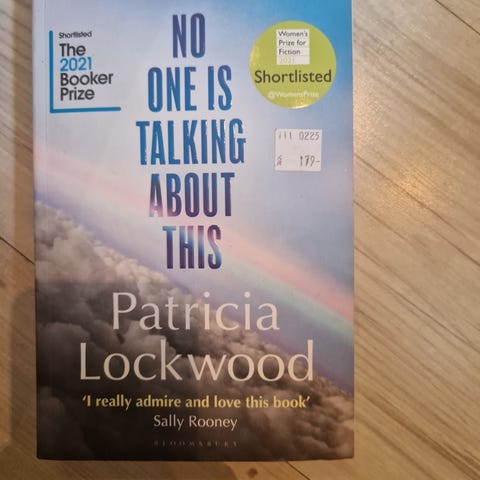 Shortlisted
The
2021
Booker
Prize
NO
ONE IS
TALKING
ABOUT
THIS
Women's
Prize for
Fiction
2021
Shortlisted
@WomensPrize
111 0225
179-
Patricia
Lockwood
'I really admire and love this book'
Sally Rooney
BLOOMSBURY